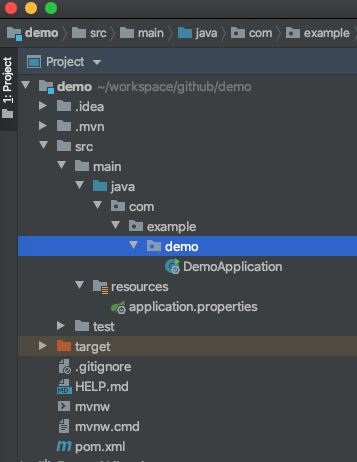 demo src main java com example
1: Project
Project
demo ~/workspace/github/demo
.idea
.mvn
src
main
java
com
example
demo
DemoApplication
resources
application.properties
test
target
.gitignore
HELP.md
mvnw
mvnw.cmd
pom.xml